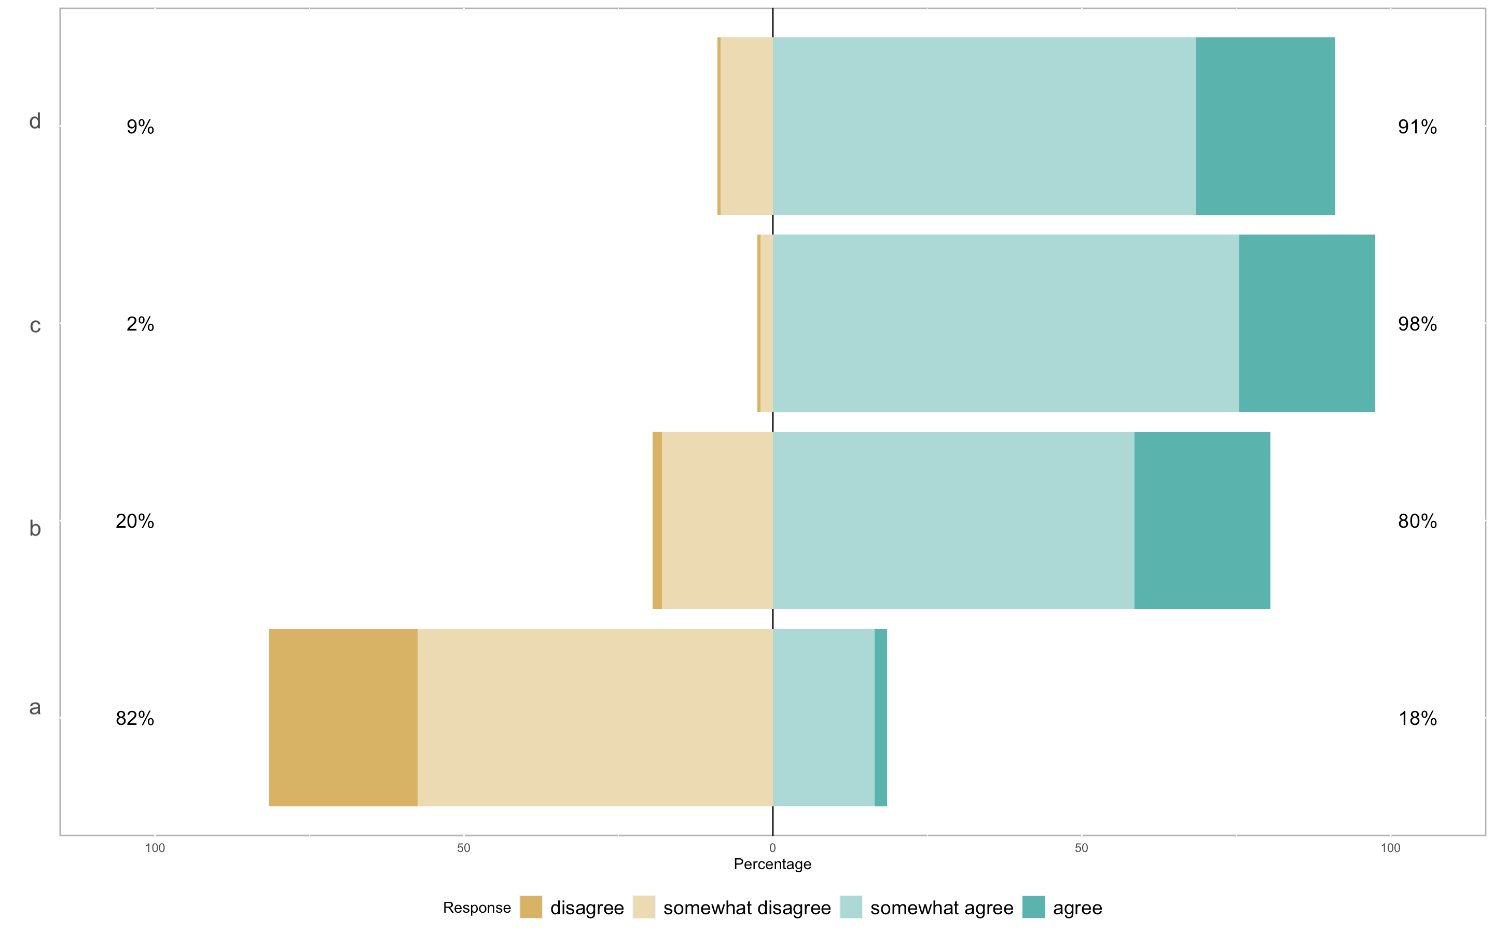 d 9% 91%
c 2% 98%
b 20% 80%
a 82% 18%
100 50 0 50 100
Percentage
Response disagree somewhat disagree somewhat agree agree